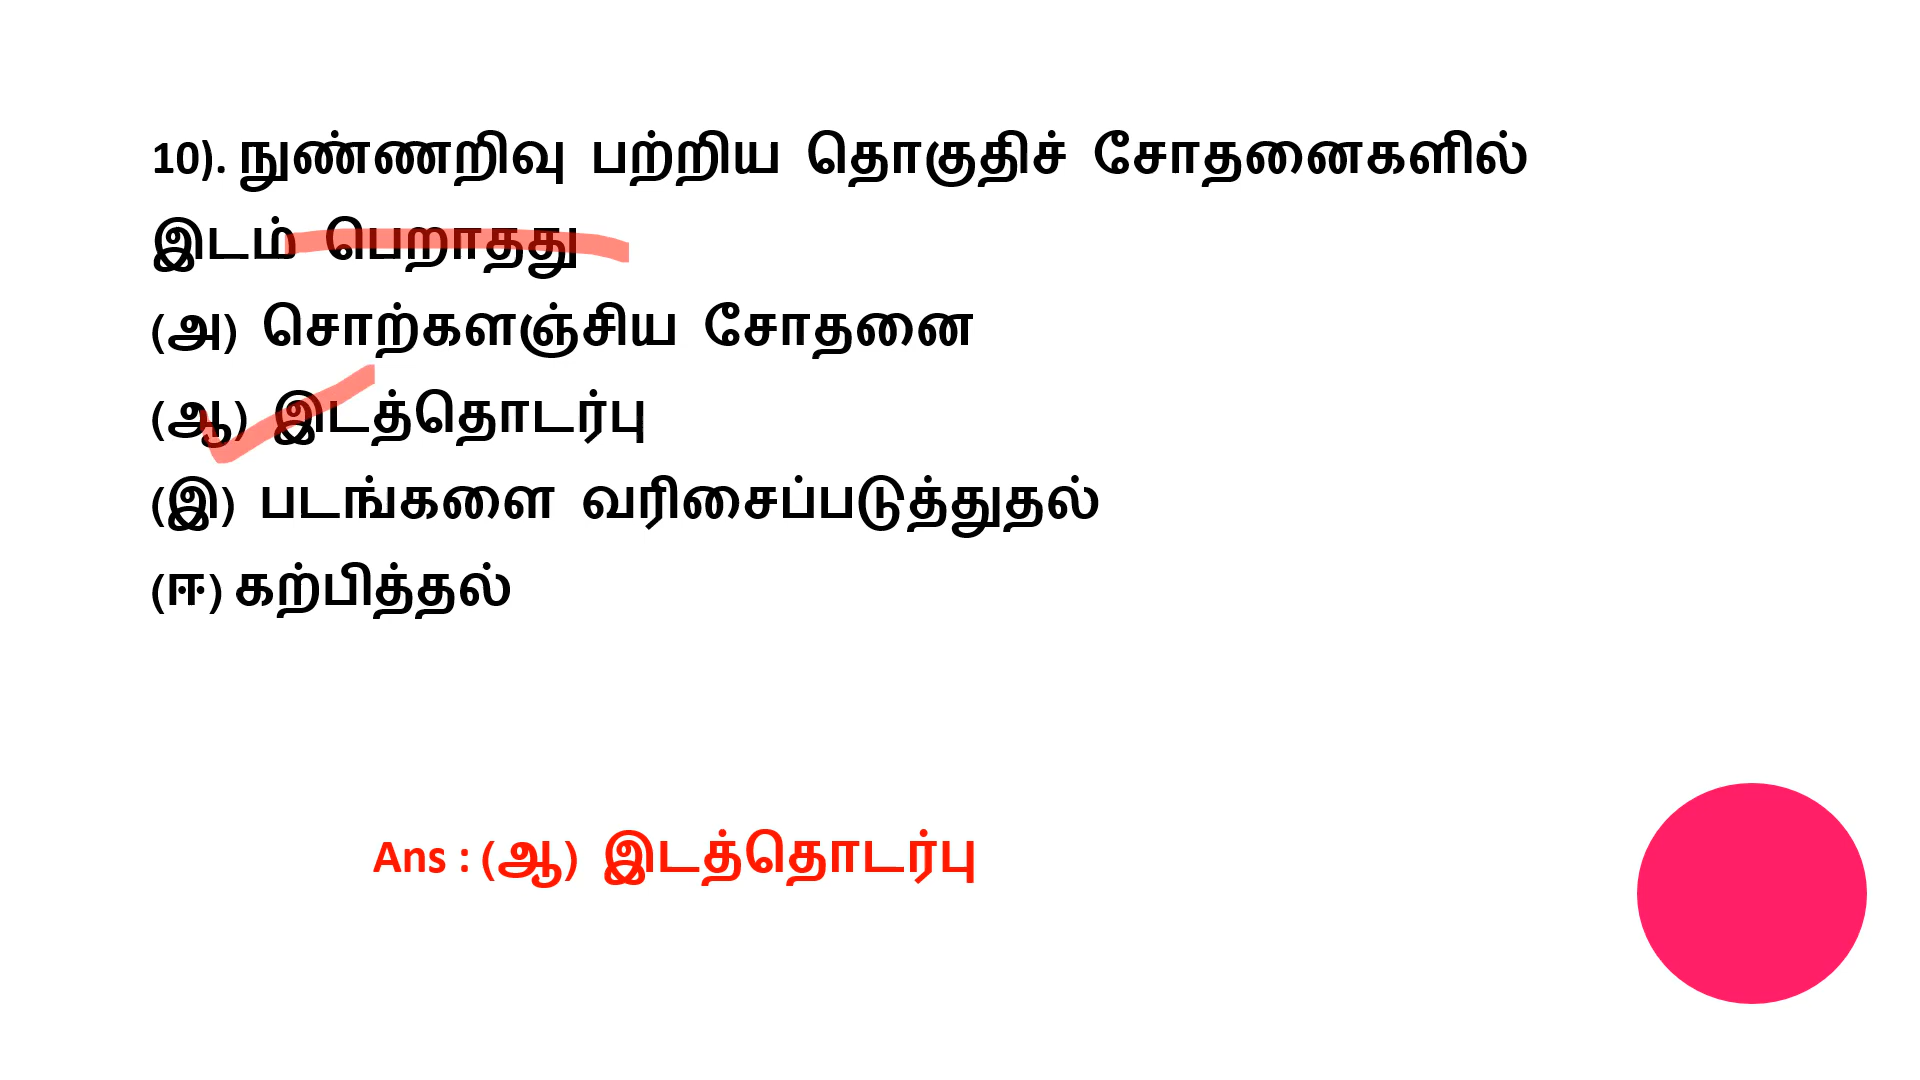 10). நுண்ணறிவு பற்றிய தொகுதிச் சோதனைகளில்
இடம் பெறாதது
(அ) சொற்களஞ்சிய சோதனை
(ஆ) இடத்தொடர்பு
(இ) படங்களை வரிசைப்படுத்துதல்
(ஈ) கற்பித்தல்
Ans : (ஆ) இடத்தொடர்பு